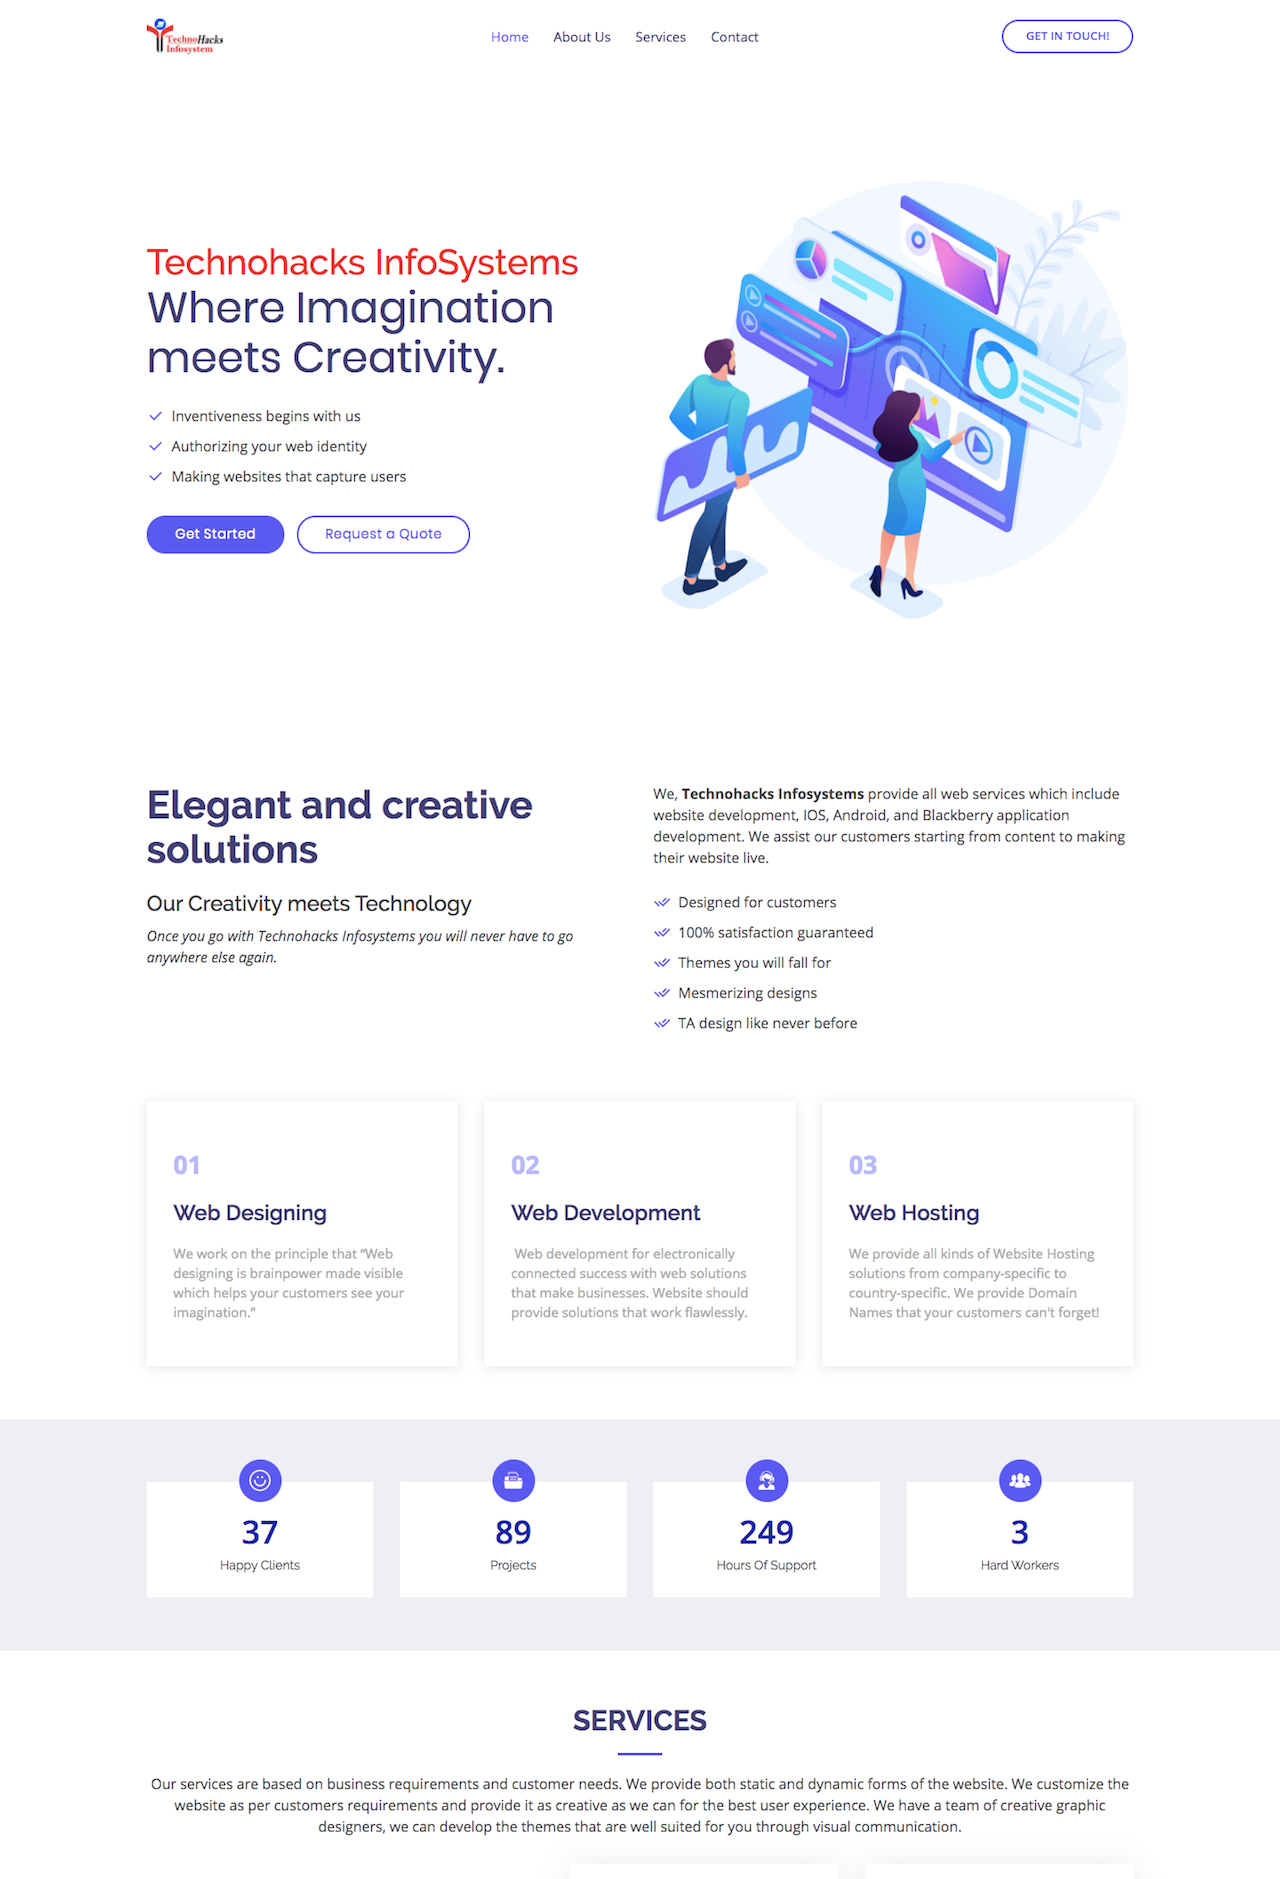 TechnoHacks
Infosystem
Home
About Us
Services
Contact
GET IN TOUCH!
Technohacks InfoSystems
Where Imagination
meets Creativity.
Inventiveness begins with us
Authorizing your web identity
Making websites that capture users
Get Started
Request a Quote
Elegant and creative
solutions
Our Creativity meets Technology
Once you go with Technohacks Infosystems you will never have to go
anywhere else again.
We, Technohacks Infosystems provide all web services which include
website development, IOS, Android, and Blackberry application
development. We assist our customers starting from content to making
their website live.
Designed for customers
100% satisfaction guaranteed
Themes you will fall for
Mesmerizing designs
TA design like never before
01
Web Designing
We work on the principle that “Web
designing is brainpower made visible
which helps your customers see your
imagination.”
02
Web Development
Web development for electronically
connected success with web solutions
that make businesses. Website should
provide solutions that work flawlessly.
03
Web Hosting
We provide all kinds of Website Hosting
solutions from company-specific to
country-specific. We provide Domain
Names that your customers can't forget!
37
Happy Clients
89
Projects
249
Hours Of Support
3
Hard Workers
SERVICES
Our services are based on business requirements and customer needs. We provide both static and dynamic forms of the website. We customize the
website as per customers requirements and provide it as creative as we can for the best user experience. We have a team of creative graphic
designers, we can develop the themes that are well suited for you through visual communication.